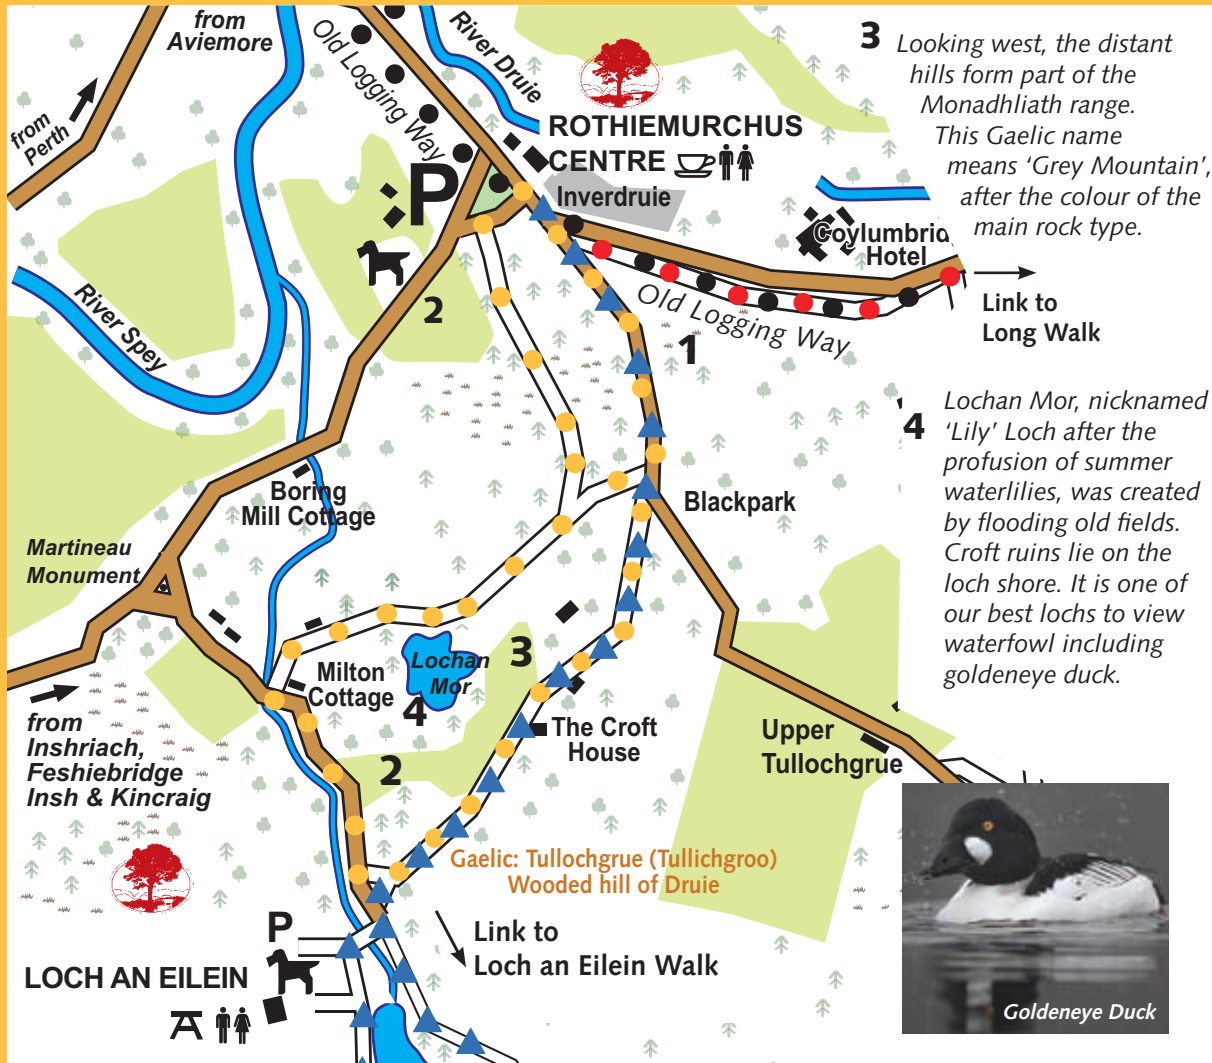 from
Aviemore
Old Logging Way
River Druie
from
Perth
P
ROTHIEMURCHUS
CENTRE
Inverdruie
3
Looking west, the distant
hills form part of the
Monadhliath range.
This Gaelic name
means ‘Grey Mountain’,
after the colour of the
main rock type.
Coylumbrid
Hotel
2
River Spey
Old Logging Way
1
Link to
Long Walk
4
Lochan Mor, nicknamed
‘Lily’ Loch after the
profusion of summer
waterlilies, was created
by flooding old fields.
Croft ruins lie on the
loch shore. It is one of
our best lochs to view
waterfowl including
goldeneye duck.
Boring
Mill Cottage
Blackpark
Martineau
Monument
Milton
Cottage
Lochan
Mor
3
4
from
Inshriach,
Feshiebridge
Insh & Kincraig
The Croft
House
Upper
Tullochgrue
2
Gaelic: Tullochgrue (Tullichgroo)
Wooded hill of Druie
P
LOCH AN EILEIN
Link to
Loch an Eilein Walk
Goldeneye Duck